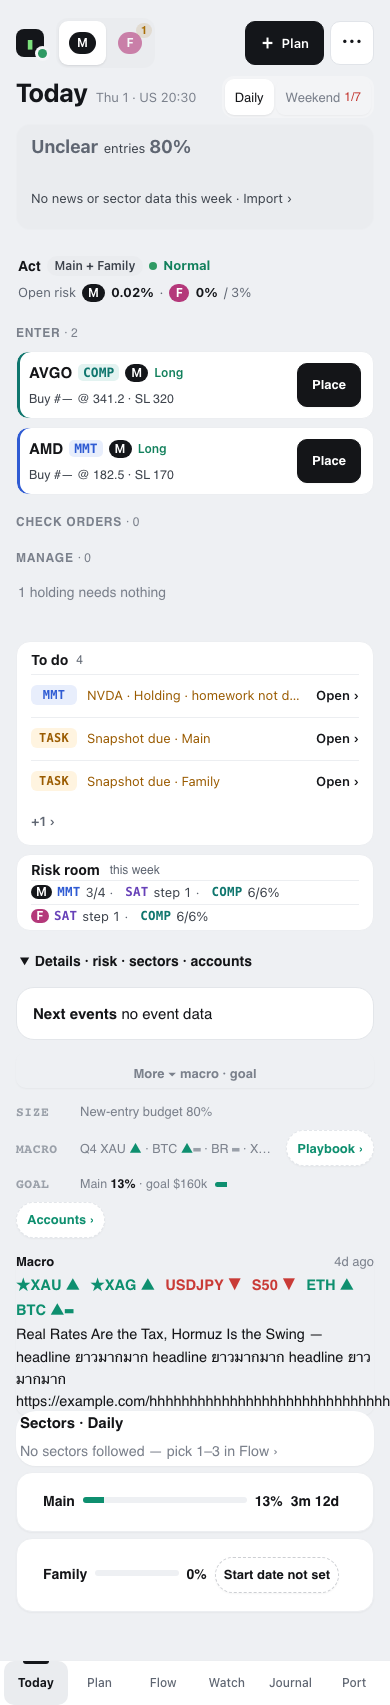 M F 1 + Plan ···
Today Thu 1 · US 20:30 Daily Weekend 1/7
Unclear entries 80%
No news or sector data this week · Import ›
Act Main + Family ● Normal
Open risk M 0.02% · F 0% / 3%
ENTER · 2
AVGO COMP M Long
Buy #— @ 341.2 · SL 320
Place
AMD MMT M Long
Buy #— @ 182.5 · SL 170
Place
CHECK ORDERS · 0
MANAGE · 0
1 holding needs nothing
To do 4
MMT NVDA · Holding · homework not d... Open ›
TASK Snapshot due · Main Open ›
TASK Snapshot due · Family Open ›
+1 ›
Risk room this week
M MMT 3/4 · SAT step 1 · COMP 6/6%
F SAT step 1 · COMP 6/6%
▼ Details · risk · sectors · accounts
Next events no event data
More ▾ macro · goal
SIZE New-entry budget 80%
MACRO Q4 XAU ▲ · BTC ▲= · BR = · X... Playbook ›
GOAL Main 13% · goal $160k
Accounts ›
Macro 4d ago
★XAU ▲ ★XAG ▲ USDJPY ▼ S50 ▼ ETH ▲
BTC ▲=
Real Rates Are the Tax, Hormuz Is the Swing —
headline ยาวมากมาก headline ยาวมากมาก headline ยาว
มากมาก
https://example.com/hhhhhhhhhhhhhhhhhhhhhhhhhhhhhh
Sectors · Daily
No sectors followed — pick 1–3 in Flow ›
Main 13% 3m 12d
Family 0% Start date not set
Today Plan Flow Watch Journal Port